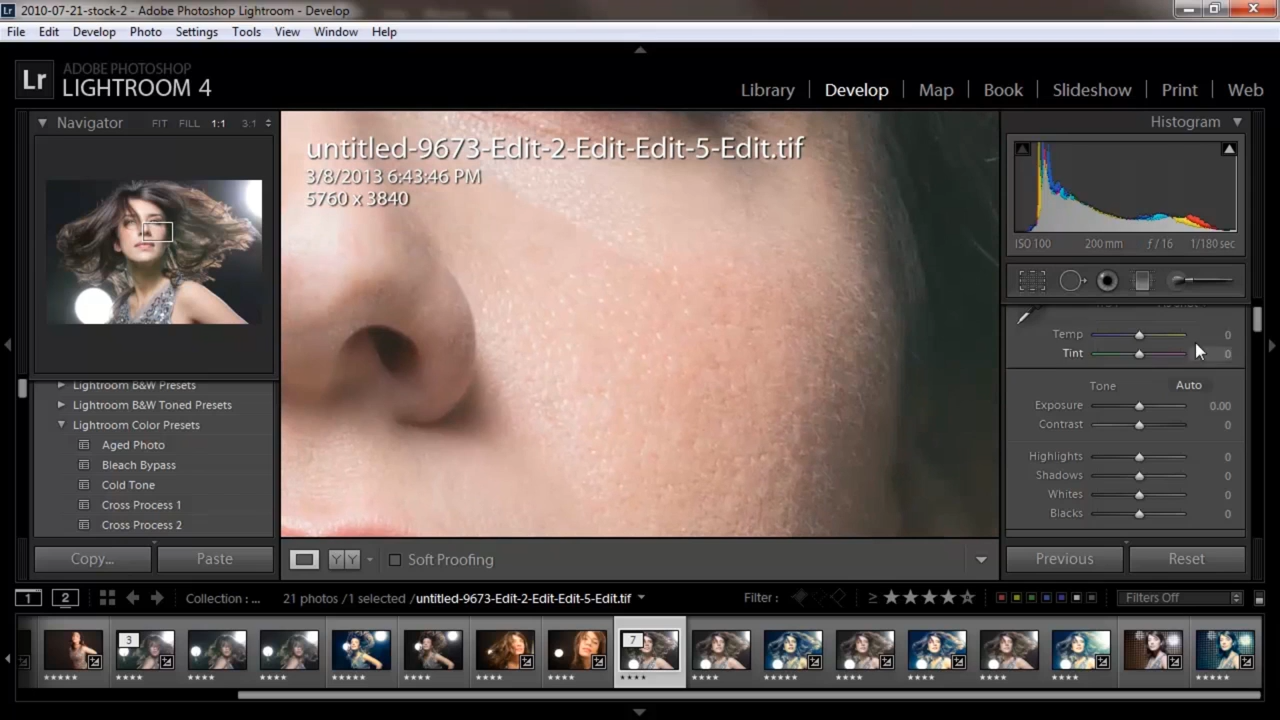 2010-07-21-stock-2 - Adobe Photoshop Lightroom - Develop
File Edit Develop Photo Settings Tools View Window Help
Lr ADOBE PHOTOSHOP
LIGHTROOM 4
Library Develop Map Book Slideshow Print Web
Navigator FIT FILL 1:1 3:1
untitled-9673-Edit-2-Edit-Edit-5-Edit.tif
3/8/2013 6:43:46 PM
5760 x 3840
Histogram
ISO 100 200 mm ƒ / 16 1/180 sec
Temp 0
Tint 0
Tone Auto
Exposure 0.00
Contrast 0
Highlights 0
Shadows 0
Whites 0
Blacks 0
Lightroom B&W Presets
Lightroom B&W Toned Presets
Lightroom Color Presets
Aged Photo
Bleach Bypass
Cold Tone
Cross Process 1
Cross Process 2
Copy... Paste
Y Y Soft Proofing
Previous Reset
1 2 Collection : ... 21 photos /1 selected /untitled-9673-Edit-2-Edit-Edit-5-Edit.tif Filter : ≥ Filters Off
3 7